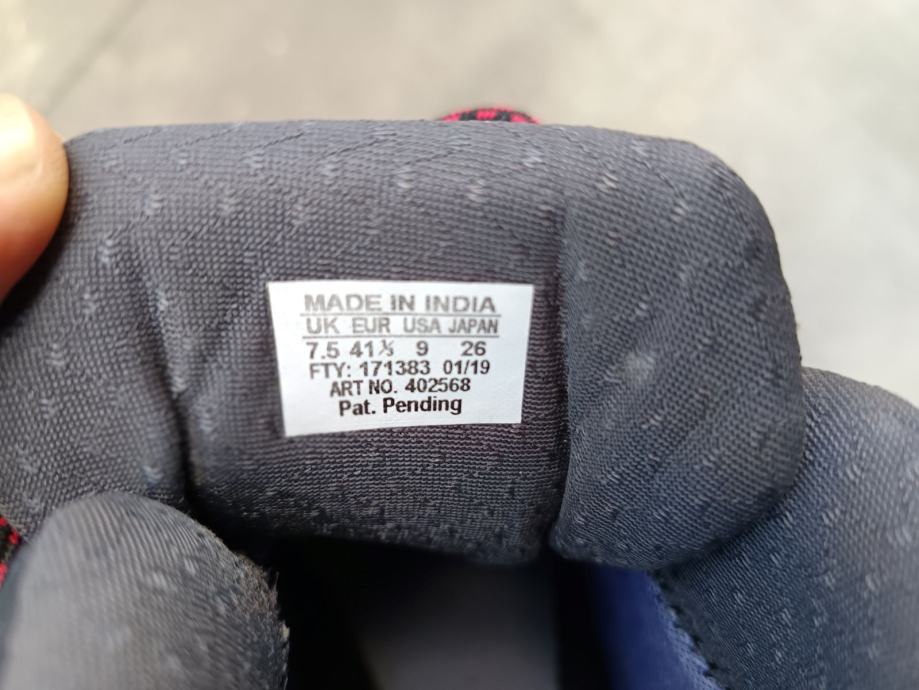 MADE IN INDIA
UK EUR USA JAPAN
7.5 41⅓ 9 26
FTY: 171383 01/19
ART NO. 402568
Pat. Pending